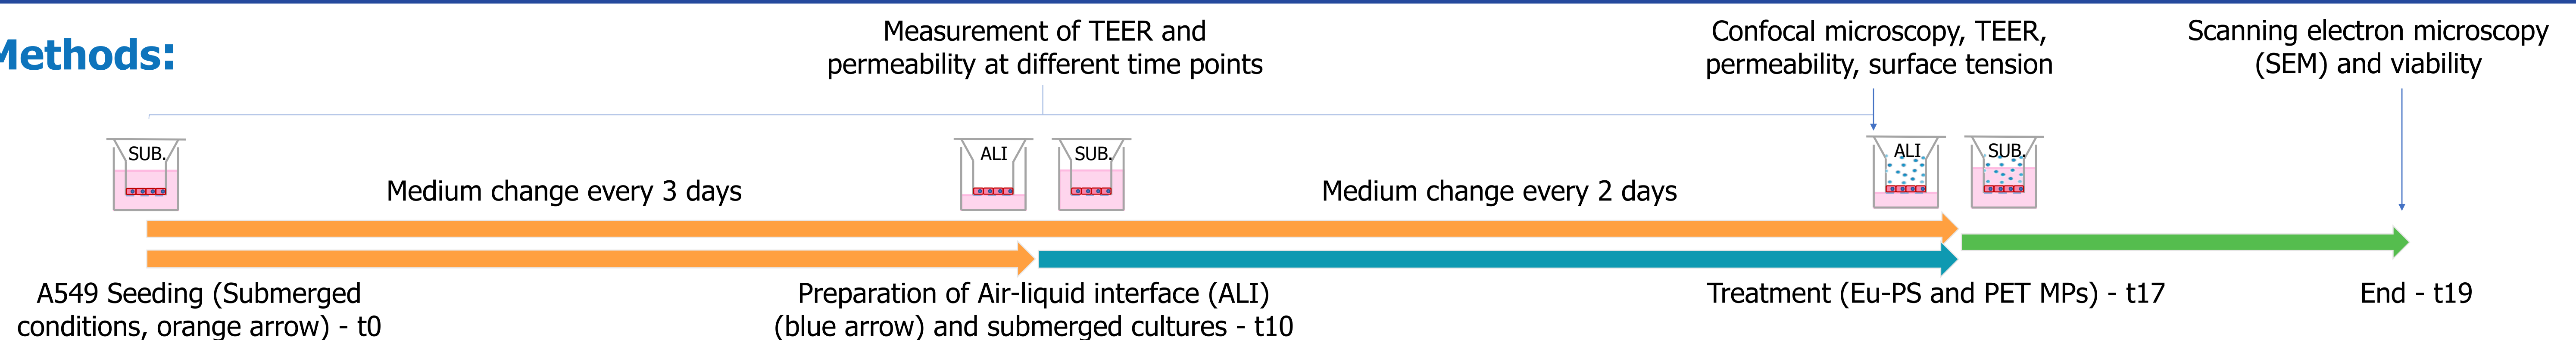 Methods:
Measurement of TEER and
permeability at different time points
Confocal microscopy, TEER,
permeability, surface tension
Scanning electron microscopy
(SEM) and viability
SUB.
ALI
SUB.
ALI
SUB.
Medium change every 3 days
Medium change every 2 days
A549 Seeding (Submerged
conditions, orange arrow) - t0
Preparation of Air-liquid interface (ALI)
(blue arrow) and submerged cultures - t10
Treatment (Eu-PS and PET MPs) - t17
End - t19